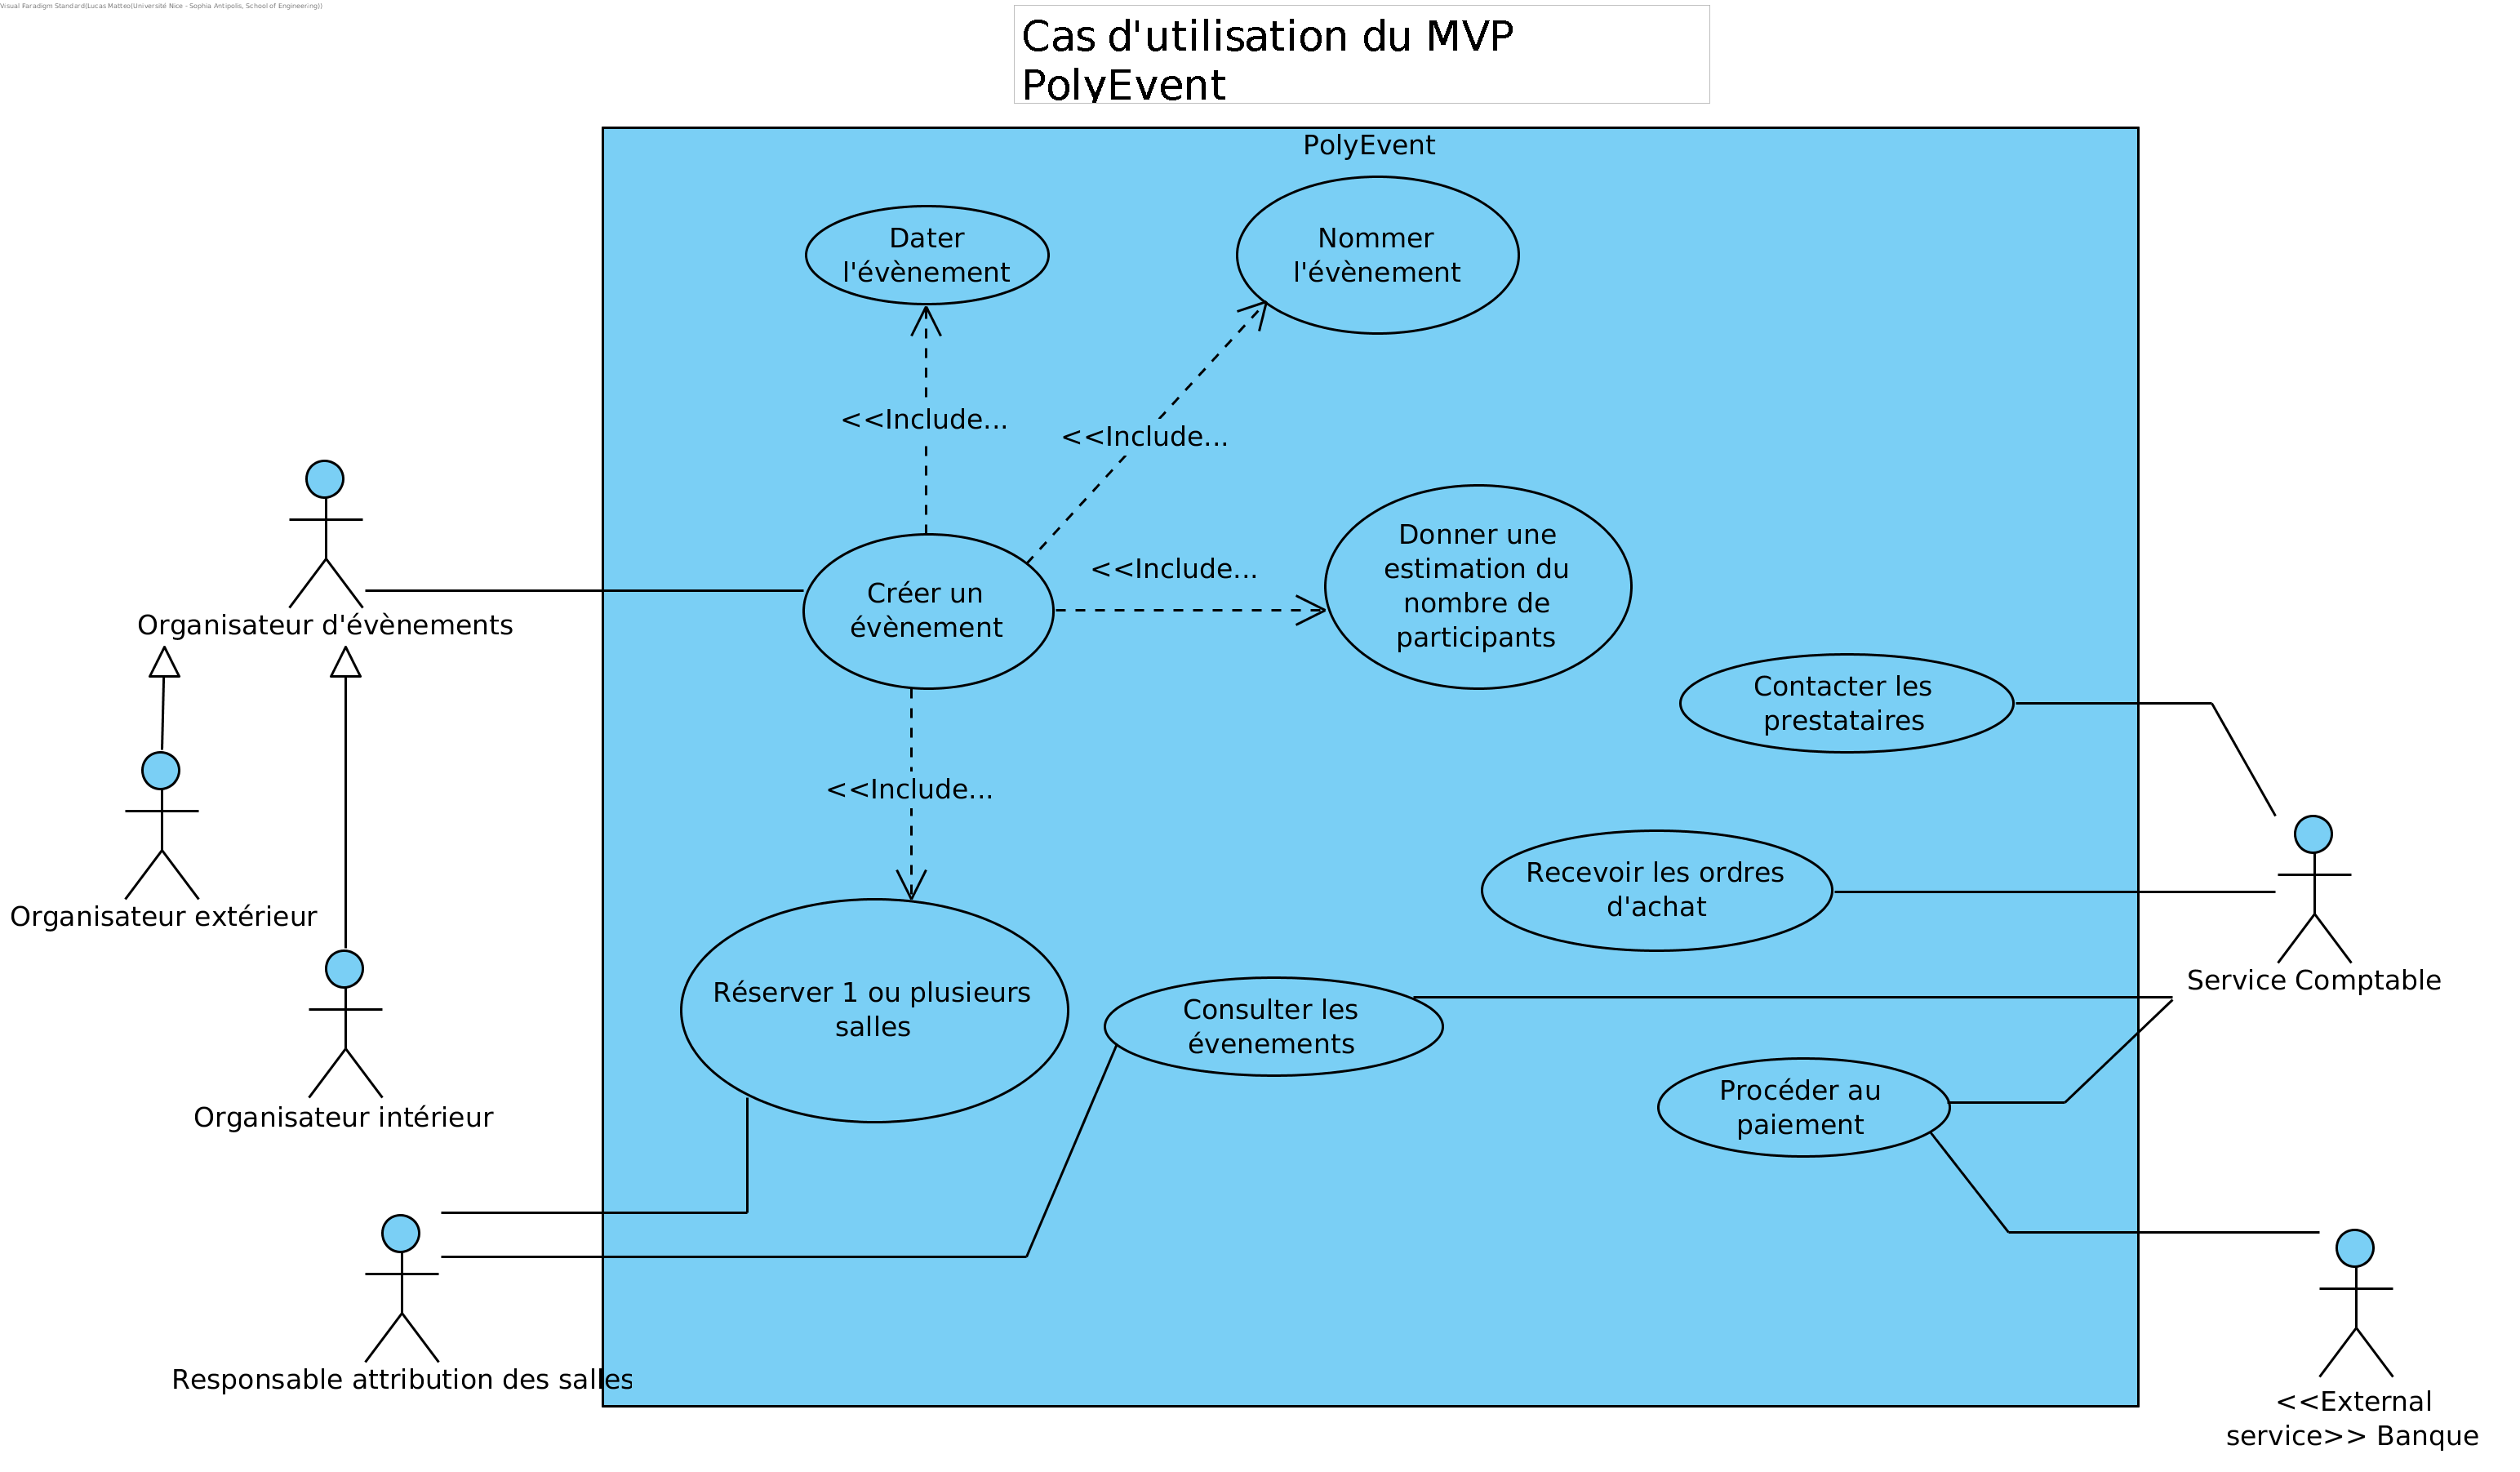 Visual Paradigm Standard(Lucas Matteo(Université Nice - Sophia Antipolis, School of Engineering))
Cas d'utilisation du MVP
PolyEvent
PolyEvent
Dater
l'évènement
Nommer
l'évènement
<<Include...
<<Include...
Organisateur d'évènements
Créer un
évènement
<<Include...
Donner une
estimation du
nombre de
participants
Contacter les
prestataires
<<Include...
Organisateur extérieur
Recevoir les ordres
d'achat
Service Comptable
Réserver 1 ou plusieurs
salles
Consulter les
évenements
Organisateur intérieur
Procéder au
paiement
Responsable attribution des salles
<<External
service>> Banque